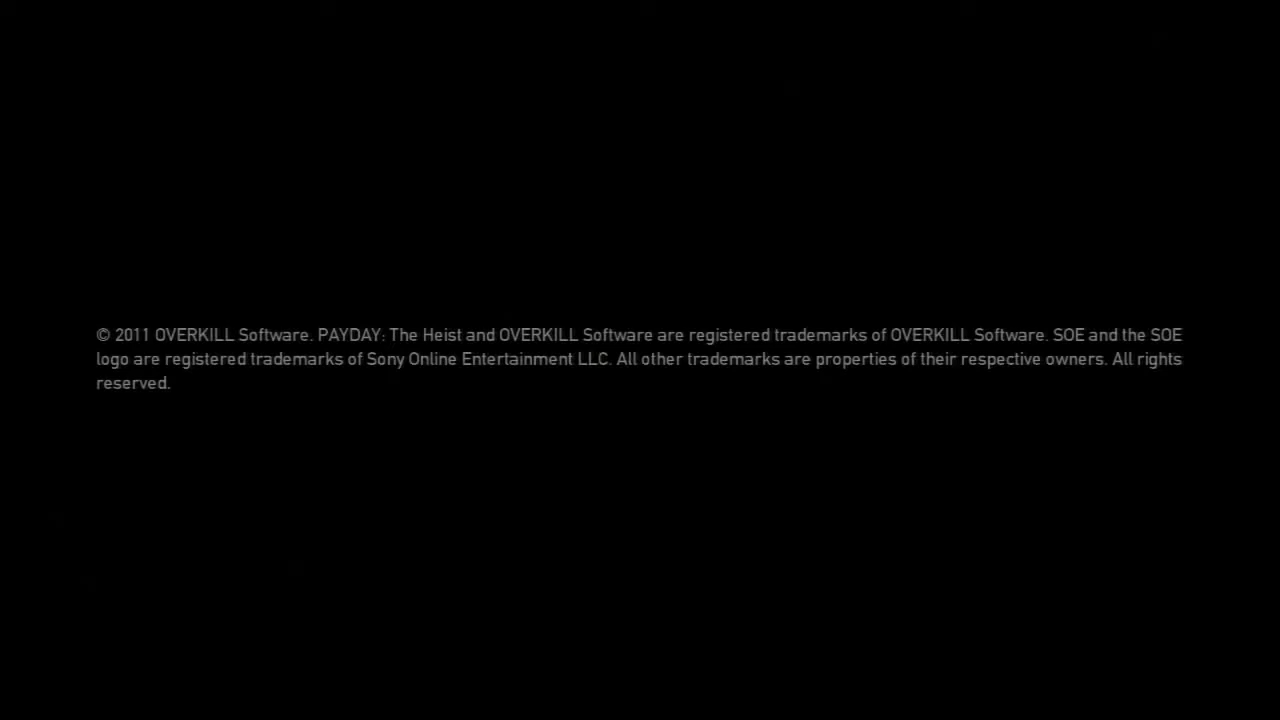 © 2011 OVERKILL Software. PAYDAY: The Heist and OVERKILL Software are registered trademarks of OVERKILL Software. SOE and the SOE
logo are registered trademarks of Sony Online Entertainment LLC. All other trademarks are properties of their respective owners. All rights
reserved.